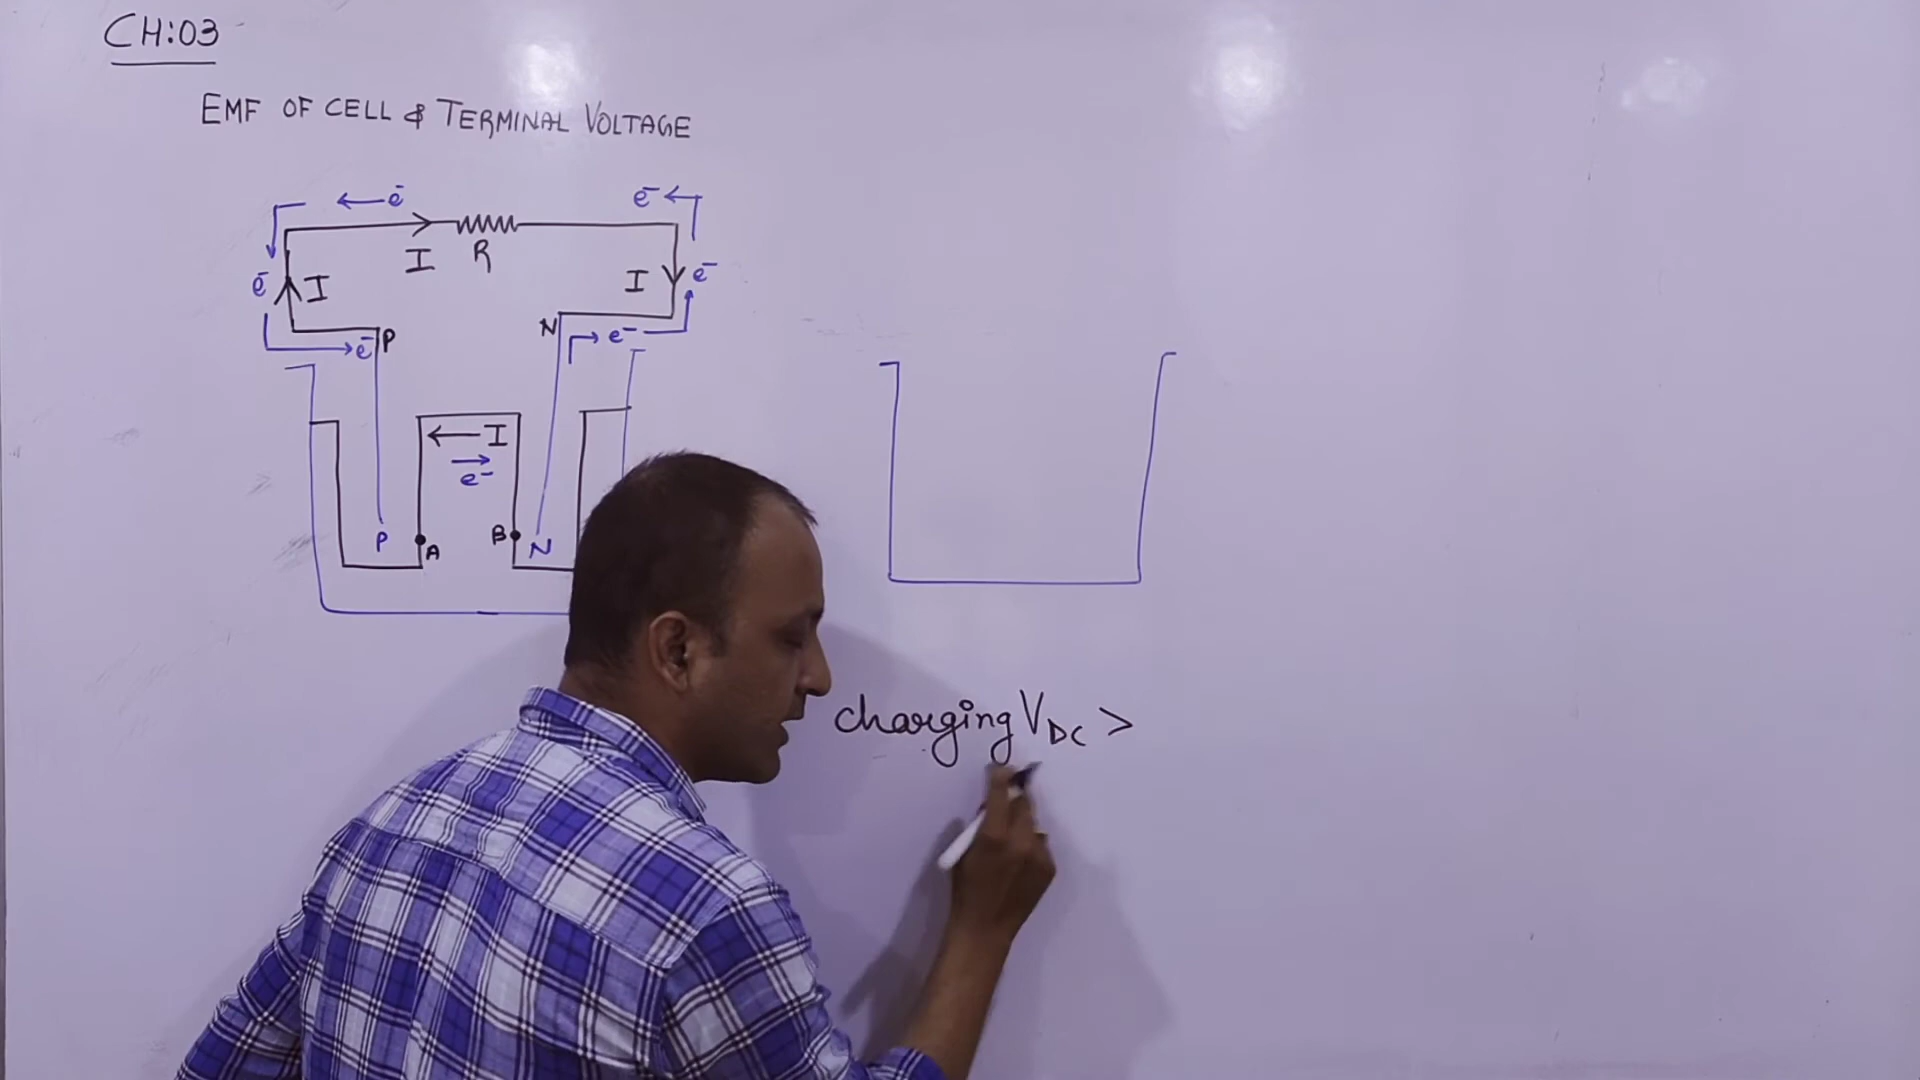 CH:03
EMF OF CELL & TERMINAL VOLTAGE
← e⁻
e⁻ ←
I
R
e⁻
I
I
e⁻
P
N
e⁻
→ e⁻
← I
→
e⁻
P
A
B
N
charging V_DC >